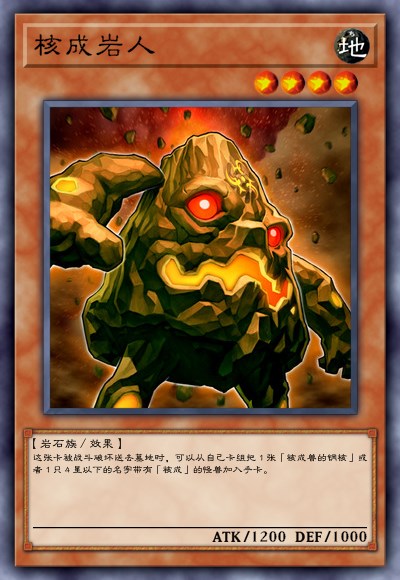 核成岩人
地
【岩石族／效果】
这张卡被战斗破坏送去墓地时，可以从自己卡组把1张「核成兽的钢核」或
者1只4星以下的名字带有「核成」的怪兽加入手卡。
ATK/1200 DEF/1000